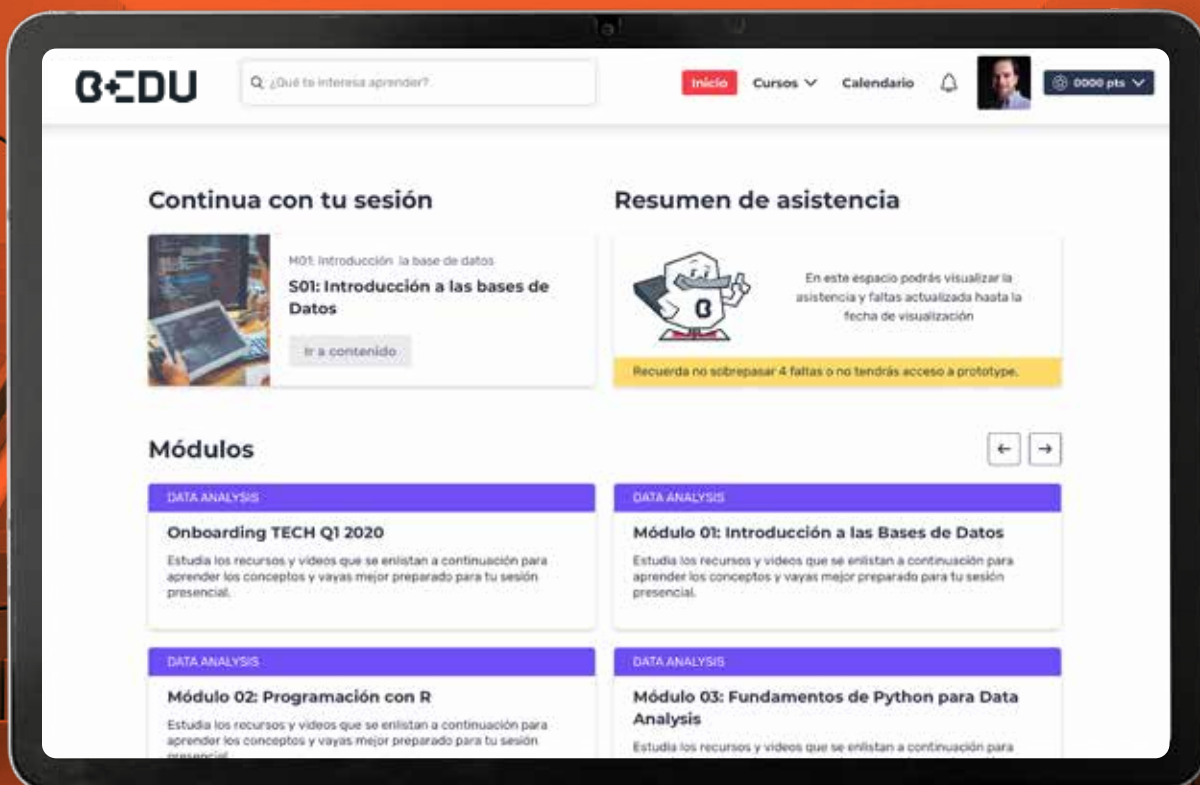 B+EDU
¿Qué te interesa aprender?
Inicio
Cursos
Calendario
0000 pts
Continua con tu sesión
Resumen de asistencia
M01: Introducción la base de datos
S01: Introducción a las bases de
Datos
Ir a contenido
En este espacio podrás visualizar la
asistencia y faltas actualizada hasta la
fecha de visualización
B
Recuerda no sobrepasar 4 faltas o no tendrás acceso a prototype.
Módulos
DATA ANALYSIS
Onboarding TECH Q1 2020
Estudia los recursos y videos que se enlistan a continuación para
aprender los conceptos y vayas mejor preparado para tu sesión
presencial.
DATA ANALYSIS
Módulo 01: Introducción a las Bases de Datos
Estudia los recursos y videos que se enlistan a continuación para
aprender los conceptos y vayas mejor preparado para tu sesión
presencial.
DATA ANALYSIS
Módulo 02: Programación con R
Estudia los recursos y videos que se enlistan a continuación para
aprender los conceptos y vayas mejor preparado para tu sesión
presencial.
DATA ANALYSIS
Módulo 03: Fundamentos de Python para Data
Analysis
Estudia los recursos y videos que se enlistan a continuación para